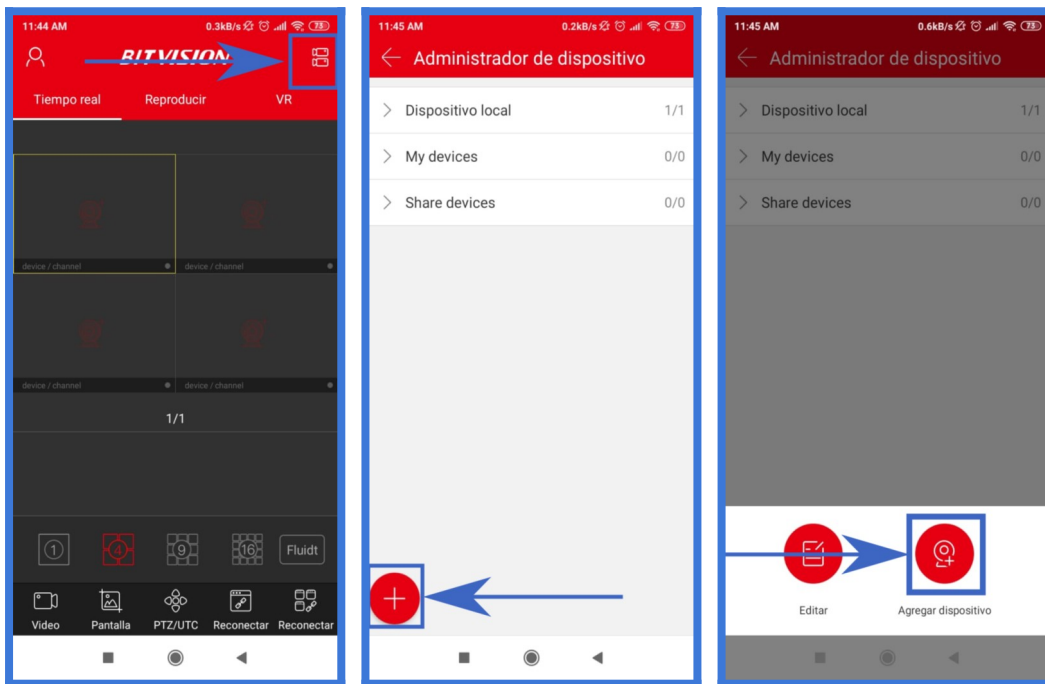 11:44 AM 0.3kB/s 73
BITVISION
Tiempo real Reproducir VR
device / channel device / channel
device / channel device / channel
1/1
1 4 9 16 Fluidt
Video Pantalla PTZ/UTC Reconectar Reconectar
11:45 AM 0.2kB/s 73
Administrador de dispositivo
Dispositivo local 1/1
My devices 0/0
Share devices 0/0
11:45 AM 0.6kB/s 73
Administrador de dispositivo
Dispositivo local 1/1
My devices 0/0
Share devices 0/0
Editar Agregar dispositivo